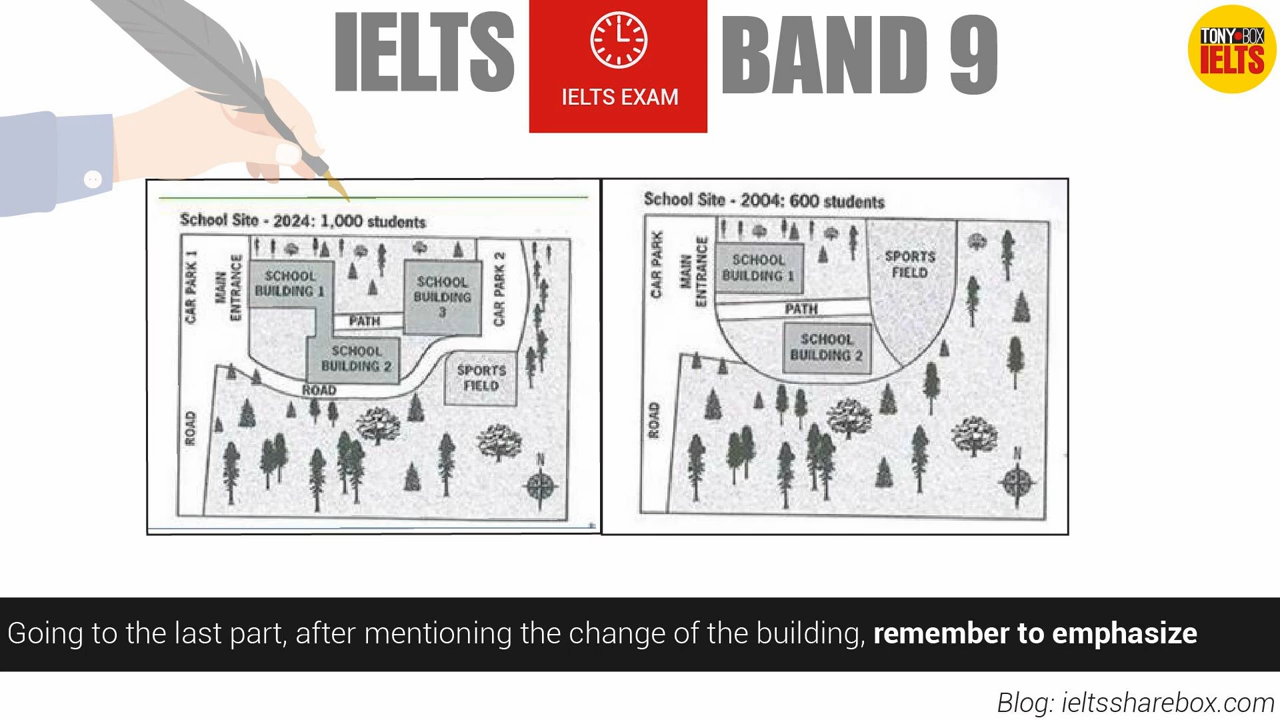 IELTS
IELTS EXAM
BAND 9
TONY BOX
IELTS
School Site - 2024: 1,000 students
CAR PARK 1
MAIN
ENTRANCE
SCHOOL
BUILDING 1
SCHOOL
BUILDING
3
CAR PARK 2
PATH
SCHOOL
BUILDING 2
SPORTS
FIELD
ROAD
ROAD
N
School Site - 2004: 600 students
CAR PARK
MAIN
ENTRANCE
SCHOOL
BUILDING 1
SPORTS
FIELD
PATH
SCHOOL
BUILDING 2
ROAD
N
Going to the last part, after mentioning the change of the building, remember to emphasize
Blog: ieltssharebox.com